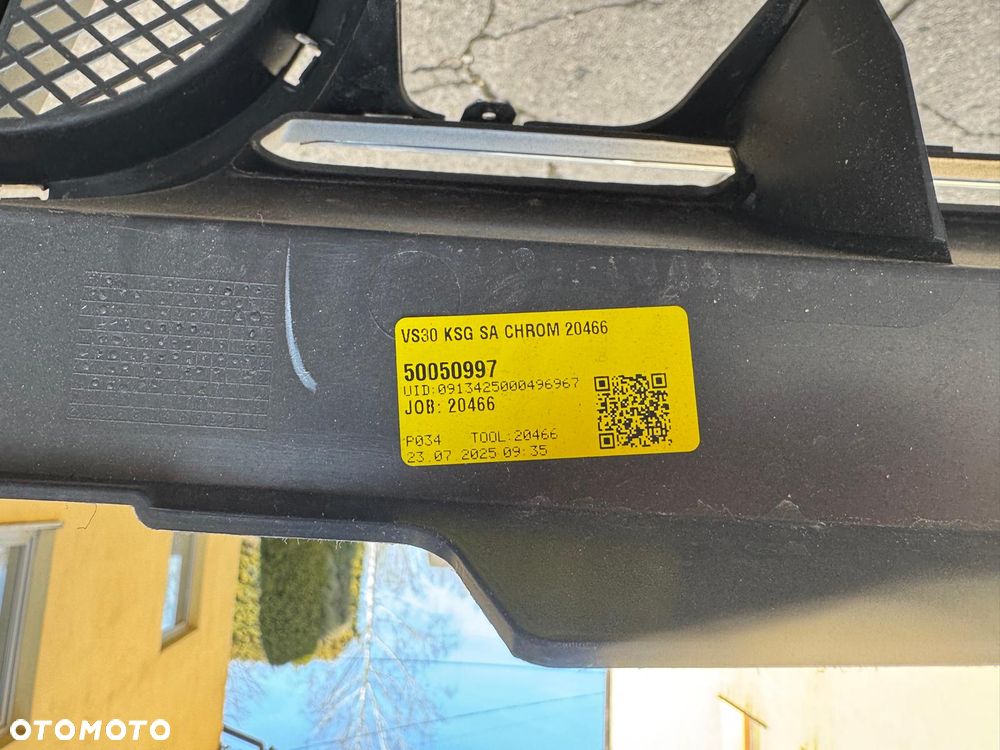 VS30 KSG SA CHROM 20466
50050997
UID:0913425000496967
JOB: 20466
P034 TOOL:20466
23.07.2025 09:35
OTOMOTO